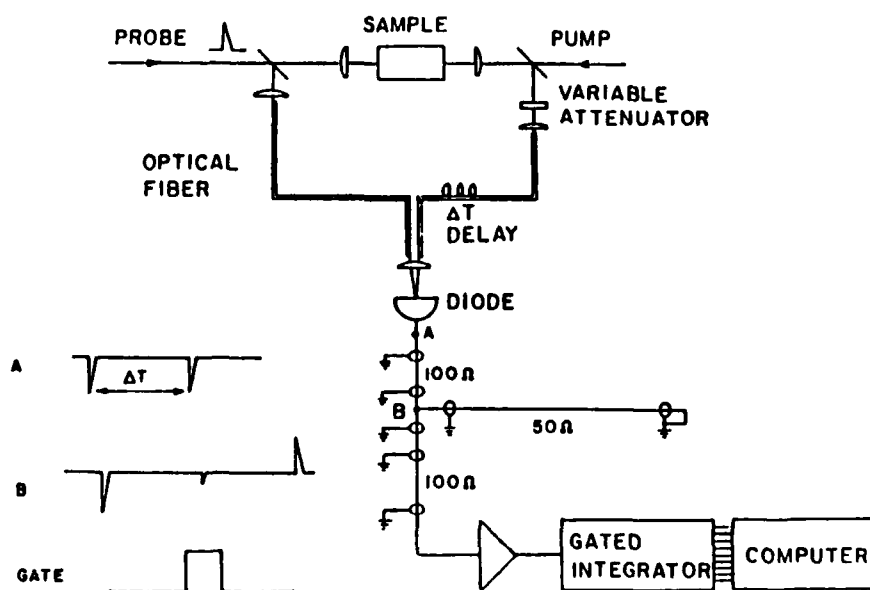 PROBE
SAMPLE
PUMP
VARIABLE
ATTENUATOR
OPTICAL
FIBER
ΔT
DELAY
DIODE
A
A
ΔT
100Ω
B
50Ω
B
100Ω
GATE
GATED
INTEGRATOR
COMPUTER